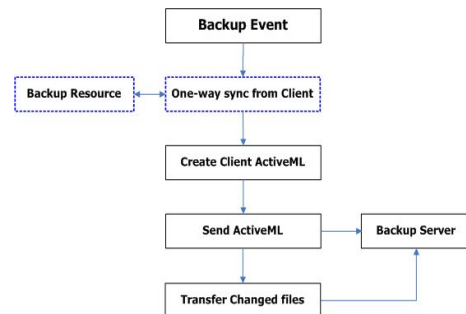 Backup Event
Backup Resource
One-way sync from Client
Create Client ActiveML
Send ActiveML
Backup Server
Transfer Changed files